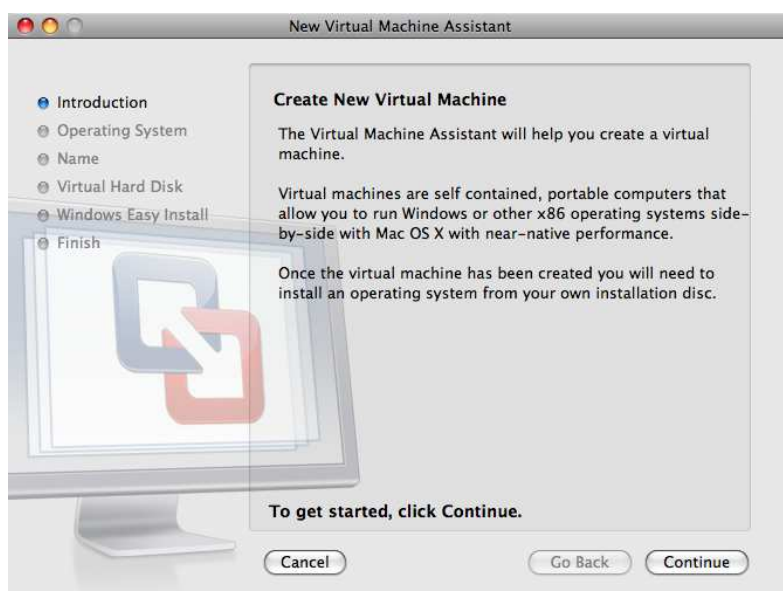 New Virtual Machine Assistant
Introduction
Operating System
Name
Virtual Hard Disk
Windows Easy Install
Finish
Create New Virtual Machine
The Virtual Machine Assistant will help you create a virtual
machine.
Virtual machines are self contained, portable computers that
allow you to run Windows or other x86 operating systems side-
by-side with Mac OS X with near-native performance.
Once the virtual machine has been created you will need to
install an operating system from your own installation disc.
To get started, click Continue.
Cancel
Go Back
Continue